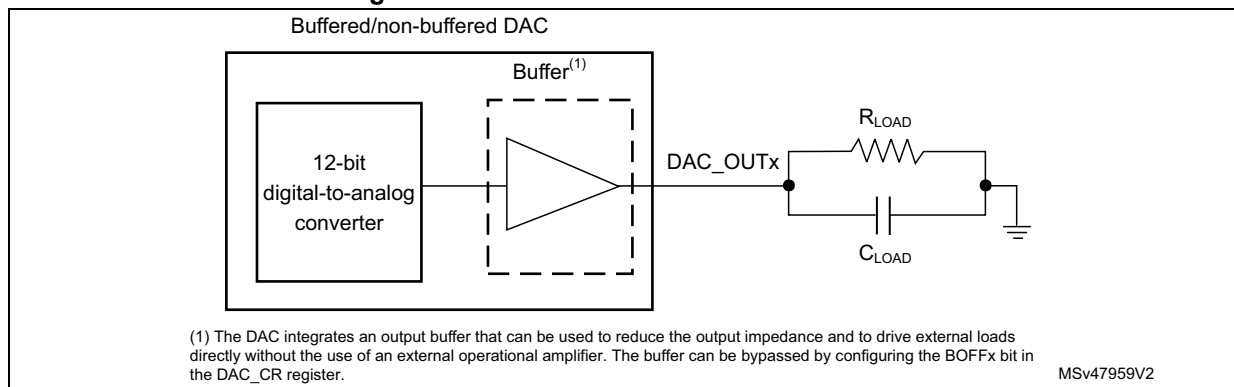 Buffered/non-buffered DAC
Buffer(1)
12-bit
digital-to-analog
converter
DAC_OUTx
RLOAD
CLOAD
(1) The DAC integrates an output buffer that can be used to reduce the output impedance and to drive external loads
directly without the use of an external operational amplifier. The buffer can be bypassed by configuring the BOFFx bit in
the DAC_CR register.
MSv47959V2